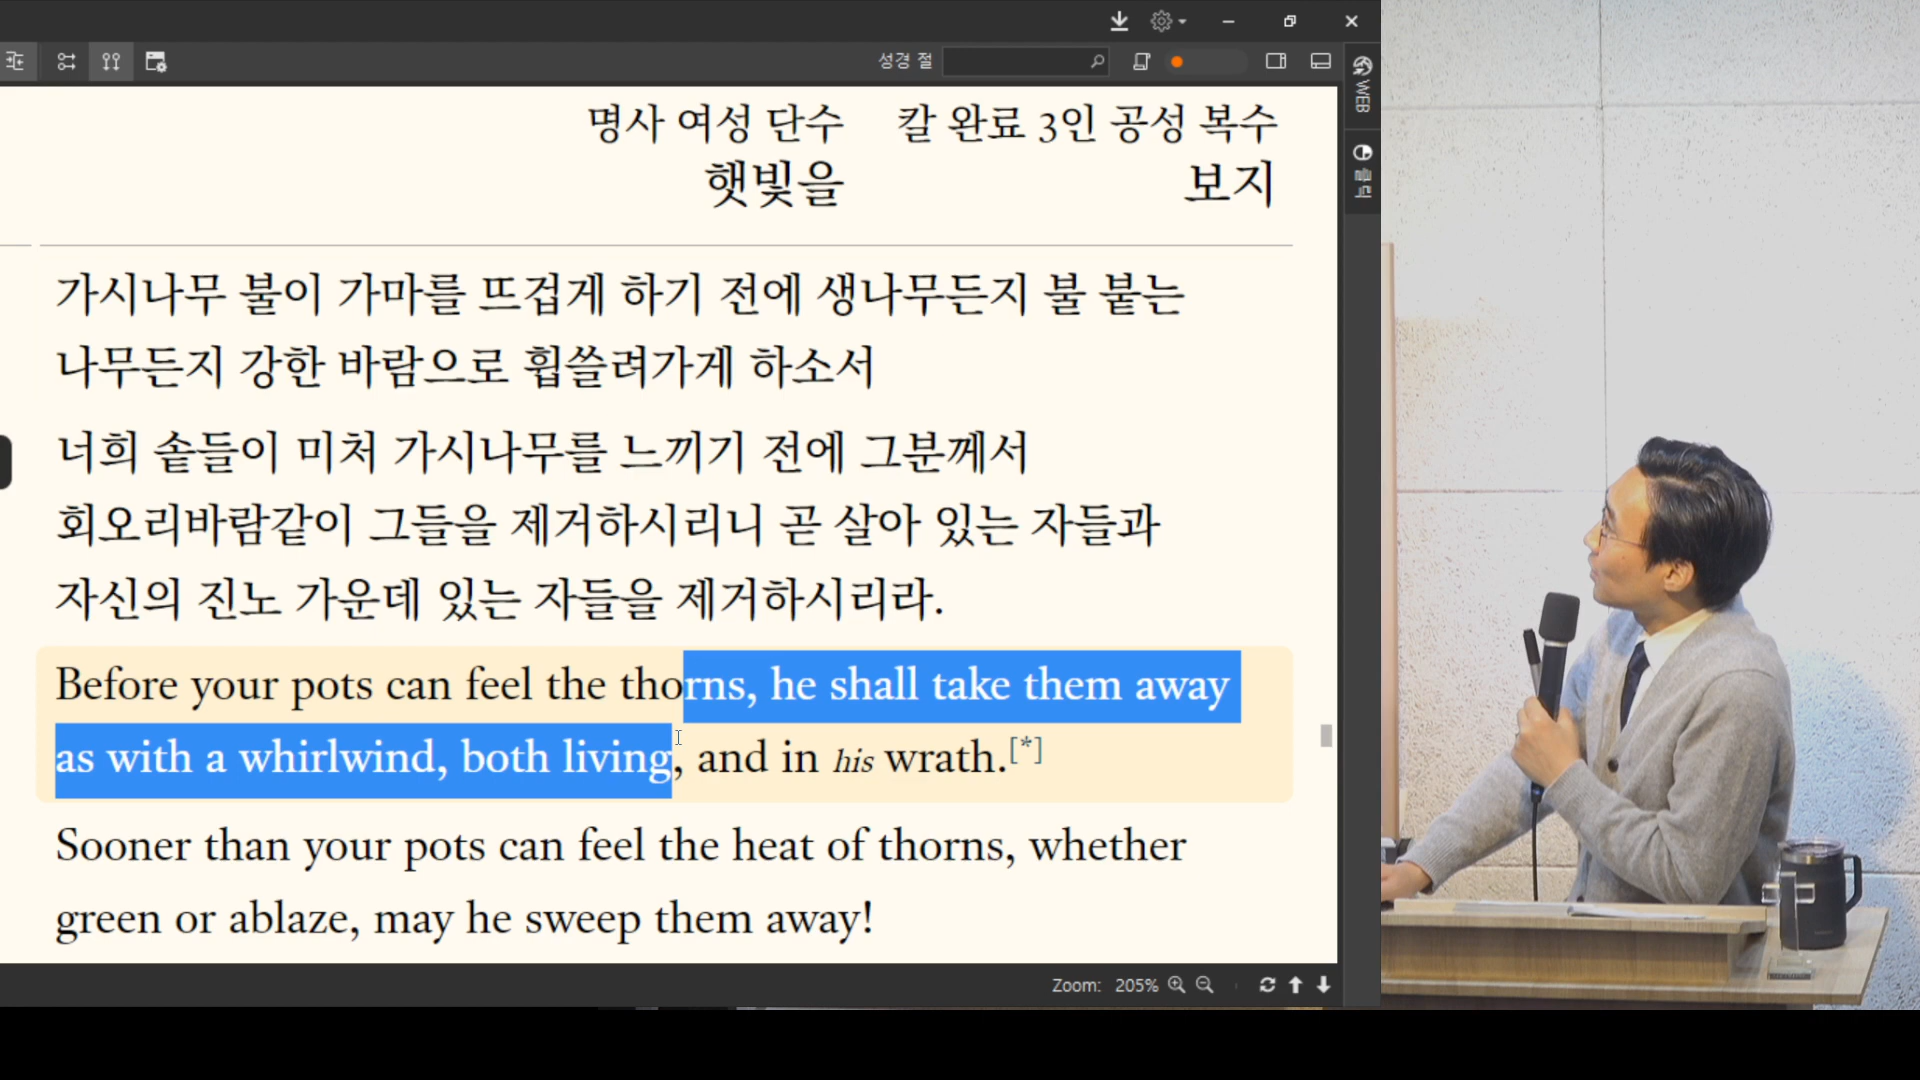 성경 절
WEB
클릭
명사 여성 단수 칼 완료 3인 공성 복수
햇빛을 보지
가시나무 불이 가마를 뜨겁게 하기 전에 생나무든지 불 붙는
나무든지 강한 바람으로 휩쓸려가게 하소서
너희 솥들이 미처 가시나무를 느끼기 전에 그분께서
회오리바람같이 그들을 제거하시리니 곧 살아 있는 자들과
자신의 진노 가운데 있는 자들을 제거하시리라.
Before your pots can feel the thorns, he shall take them away
as with a whirlwind, both living, and in his wrath.[*]
Sooner than your pots can feel the heat of thorns, whether
green or ablaze, may he sweep them away!
Zoom: 205%